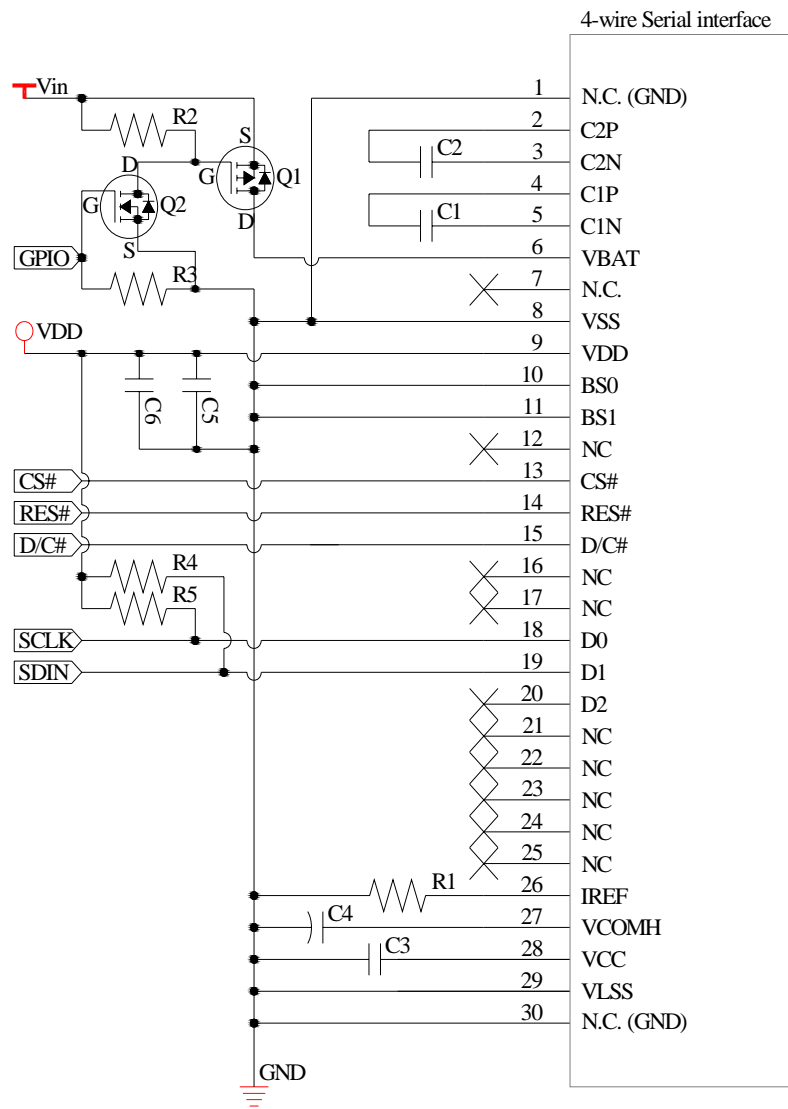 4-wire Serial interface
Vin
1 N.C. (GND)
R2
2 C2P
S
C2
3 C2N
D
G
Q1
G
Q2
4 C1P
D
C1
5 C1N
S
GPIO
6 VBAT
R3
7 N.C.
8 VSS
VDD
9 VDD
10 BS0
C6
C5
11 BS1
12 NC
CS#
13 CS#
RES#
14 RES#
D/C#
15 D/C#
R4
16 NC
R5
17 NC
SCLK
18 D0
SDIN
19 D1
20 D2
21 NC
22 NC
23 NC
24 NC
25 NC
R1
26 IREF
C4
27 VCOMH
C3
28 VCC
29 VLSS
30 N.C. (GND)
GND